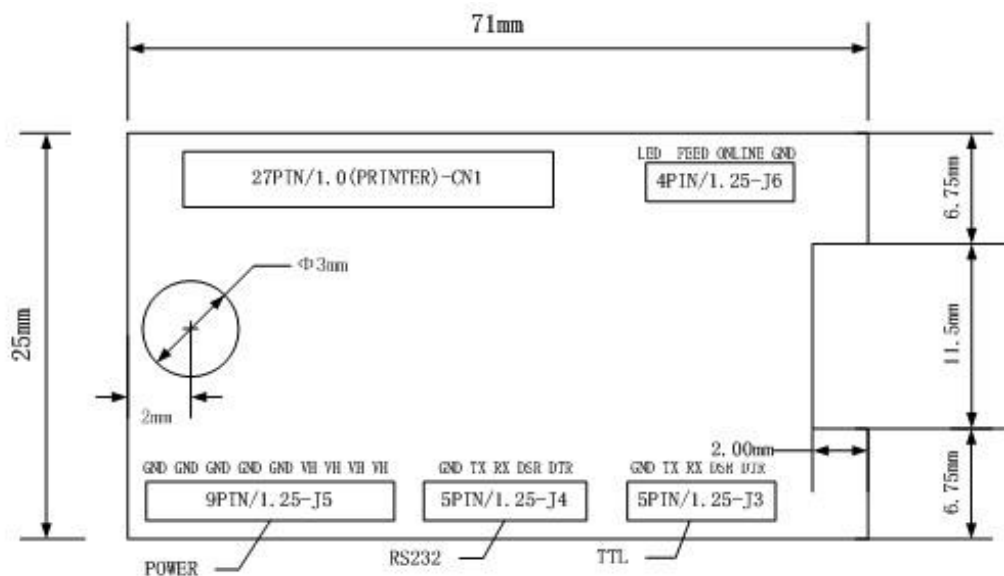 71mm
LED FEED ONLINE GND
27PIN/1.0(PRINTER)-CN1
4PIN/1.25-J6
6.75mm
Φ3mm
25mm
11.5mm
2mm
2.00mm
GND GND GND GND GND VH VH VH VH
GND TX RX DSR DTR
GND TX RX DSR DTR
9PIN/1.25-J5
5PIN/1.25-J4
5PIN/1.25-J3
6.75mm
POWER
RS232
TTL